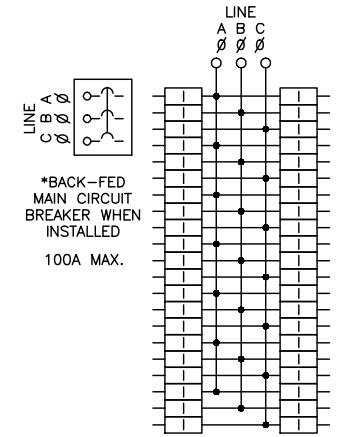 LINE
A B C
Ø Ø Ø
LINE
A Ø
B Ø
C Ø
*BACK-FED
MAIN CIRCUIT
BREAKER WHEN
INSTALLED
100A MAX.